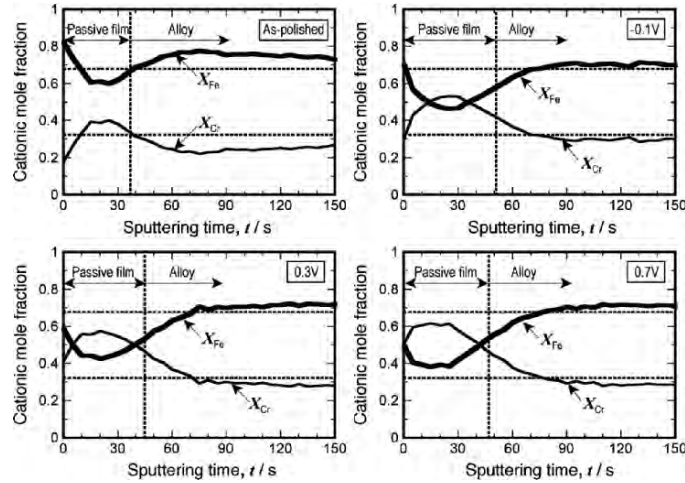 Passive film Alloy As-polished
Cationic mole fraction
1
0.8
0.6
0.4
0.2
0
X_Fe
X_Cr
0 30 60 90 120 150
Sputtering time, t / s
Passive film Alloy -0.1V
Cationic mole fraction
1
0.8
0.6
0.4
0.2
0
X_Fe
X_Cr
0 30 60 90 120 150
Sputtering time, t / s
Passive film Alloy 0.3V
Cationic mole fraction
1
0.8
0.6
0.4
0.2
0
X_Fe
X_Cr
0 30 60 90 120 150
Sputtering time, t / s
Passive film Alloy 0.7V
Cationic mole fraction
1
0.8
0.6
0.4
0.2
0
X_Fe
X_Cr
0 30 60 90 120 150
Sputtering time, t / s